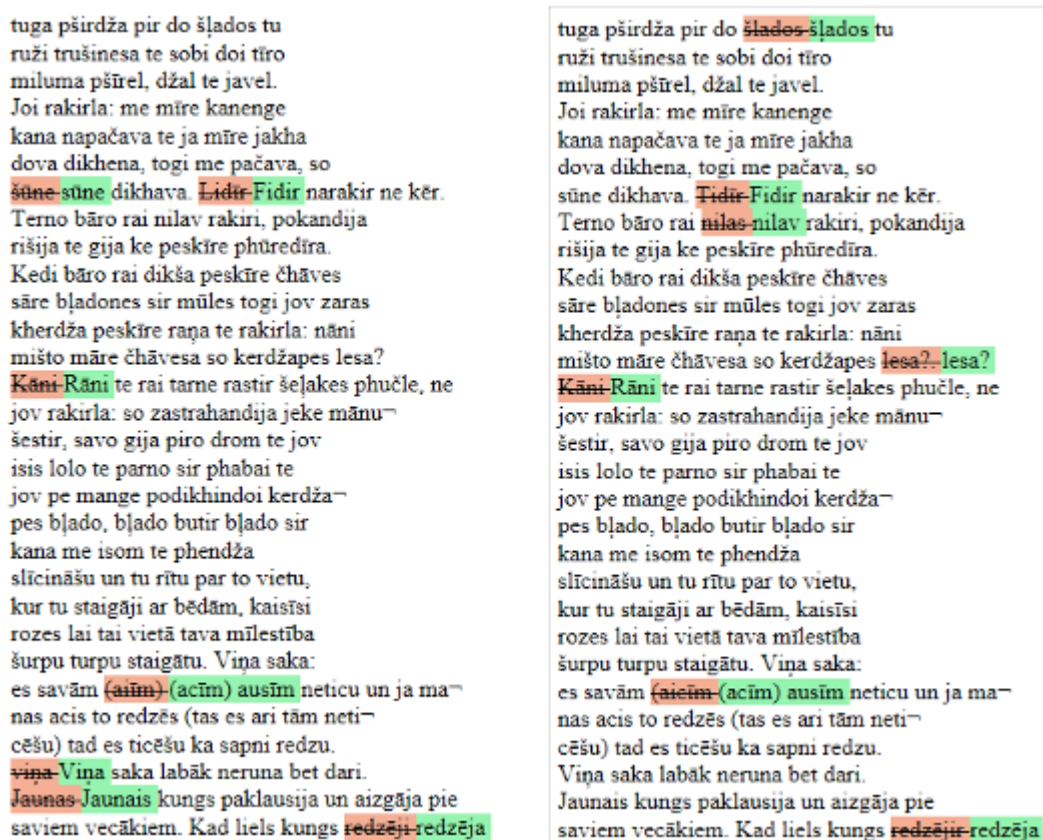 tuga pširdža pir do šļados tu
ruži trušinesa te sobi doi tīro
miluma pšīrel, džal te javel.
Joi rakirla: me mīre kanenge
kana napačava te ja mīre jakha
dova dikhena, togi me pačava, so
šūne sūne dikhava. Lidīr Fidir narakir ne kēr.
Terno bāro rai nilav rakiri, pokandija
rišija te gija ke peskīre phūredīra.
Kedi bāro rai dikša peskīre čhāves
sāre bļadones sir mūles togi jov zaras
kherdža peskīre raņa te rakirla: nāni
mišto māre čhāvesa so kerdžapes lesa?
Kāni Rāni te rai tarne rastir šeļakes phučle, ne
jov rakirla: so zastrahandija jeke mānu¬
šestir, savo gija piro drom te jov
isis lolo te parno sir phabai te
jov pe mange podikhindoi kerdža¬
pes bļado, bļado butir bļado sir
kana me isom te phendža
slīcināšu un tu rītu par to vietu,
kur tu staigāji ar bēdām, kaisīsi
rozes lai tai vietā tava mīlestība
šurpu turpu staigātu. Viņa saka:
es savām (aiīm) (acīm) ausīm neticu un ja ma¬
nas acis to redzēs (tas es ari tām neti¬
cēšu) tad es ticēšu ka sapni redzu.
viņa Viņa saka labāk neruna bet dari.
Jaunas Jaunais kungs paklausija un aizgāja pie
saviem vecākiem. Kad liels kungs redzēji redzēja
tuga pširdža pir do šlados šļados tu
ruži trušinesa te sobi doi tīro
miluma pšīrel, džal te javel.
Joi rakirla: me mīre kanenge
kana napačava te ja mīre jakha
dova dikhena, togi me pačava, so
sūne dikhava. Tidīr Fidir narakir ne kēr.
Terno bāro rai nilas nilav rakiri, pokandija
rišija te gija ke peskīre phūredīra.
Kedi bāro rai dikša peskīre čhāves
sāre bļadones sir mūles togi jov zaras
kherdža peskīre raņa te rakirla: nāni
mišto māre čhāvesa so kerdžapes lesa?. lesa?
Kāni Rāni te rai tarne rastir šeļakes phučle, ne
jov rakirla: so zastrahandija jeke mānu¬
šestir, savo gija piro drom te jov
isis lolo te parno sir phabai te
jov pe mange podikhindoi kerdža¬
pes bļado, bļado butir bļado sir
kana me isom te phendža
slīcināšu un tu rītu par to vietu,
kur tu staigāji ar bēdām, kaisīsi
rozes lai tai vietā tava mīlestība
šurpu turpu staigātu. Viņa saka:
es savām (aicīm (acīm) ausīm neticu un ja ma¬
nas acis to redzēs (tas es ari tām neti¬
cēšu) tad es ticēšu ka sapni redzu.
Viņa saka labāk neruna bet dari.
Jaunais kungs paklausija un aizgāja pie
saviem vecākiem. Kad liels kungs redzējir redzēja